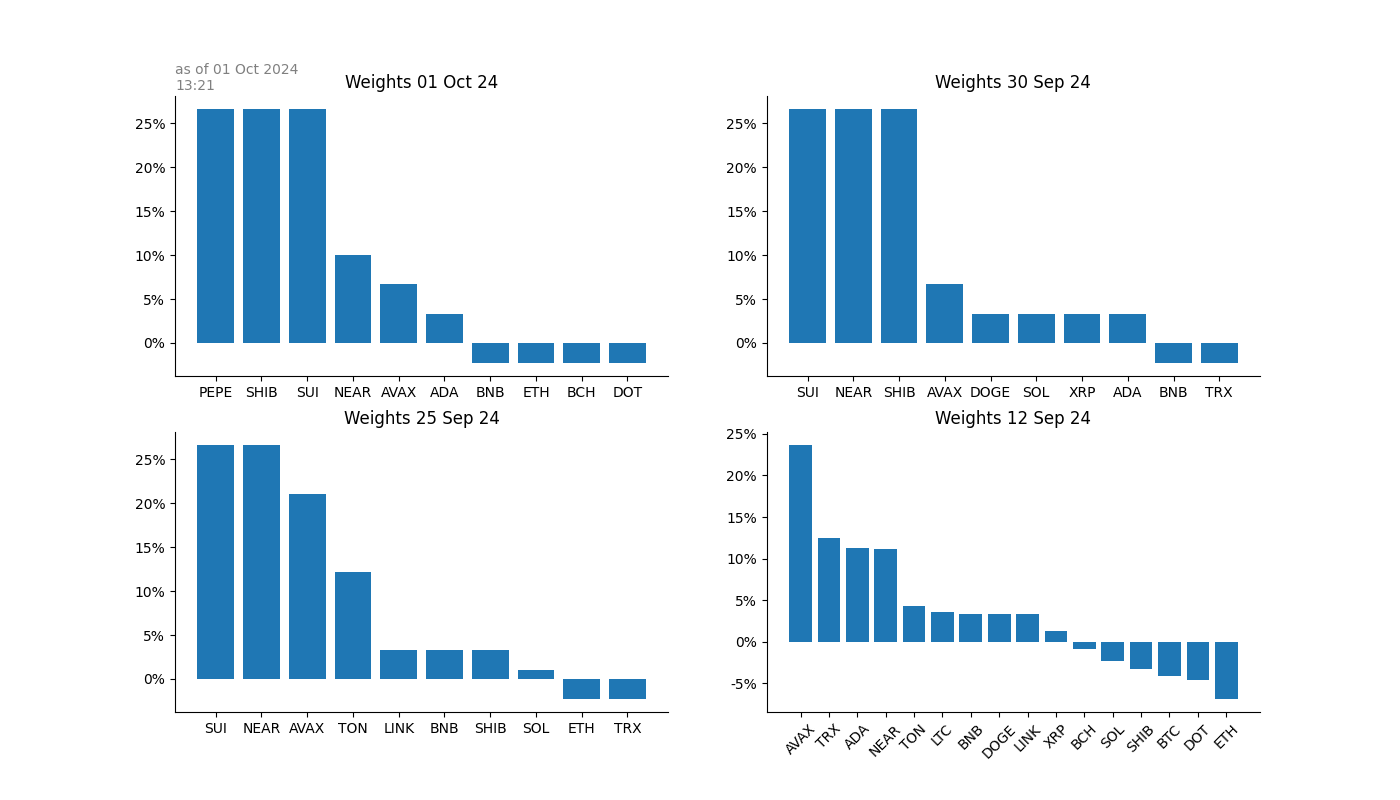 as of 01 Oct 2024
13:21
Weights 01 Oct 24
25%
20%
15%
10%
5%
0%
PEPE SHIB SUI NEAR AVAX ADA BNB ETH BCH DOT
Weights 30 Sep 24
25%
20%
15%
10%
5%
0%
SUI NEAR SHIB AVAX DOGE SOL XRP ADA BNB TRX
Weights 25 Sep 24
25%
20%
15%
10%
5%
0%
SUI NEAR AVAX TON LINK BNB SHIB SOL ETH TRX
Weights 12 Sep 24
25%
20%
15%
10%
5%
0%
-5%
AVAX TRX ADA NEAR TON LTC BNB DOGE LINK XRP BCH SOL SHIB BTC DOT ETH